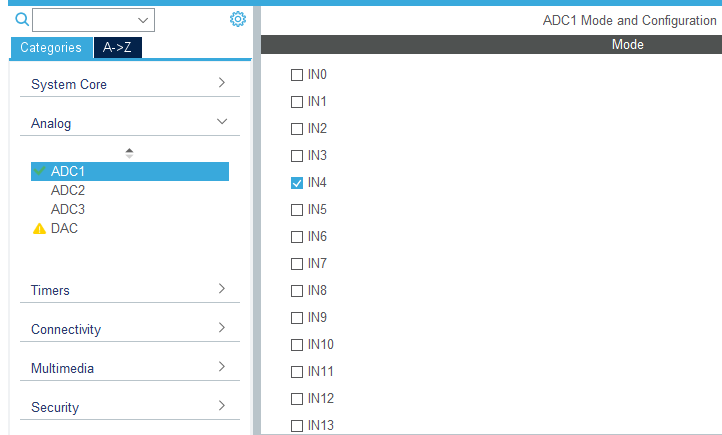 Categories
A->Z
System Core
Analog
ADC1
ADC2
ADC3
DAC
Timers
Connectivity
Multimedia
Security
ADC1 Mode and Configuration
Mode
IN0
IN1
IN2
IN3
IN4
IN5
IN6
IN7
IN8
IN9
IN10
IN11
IN12
IN13